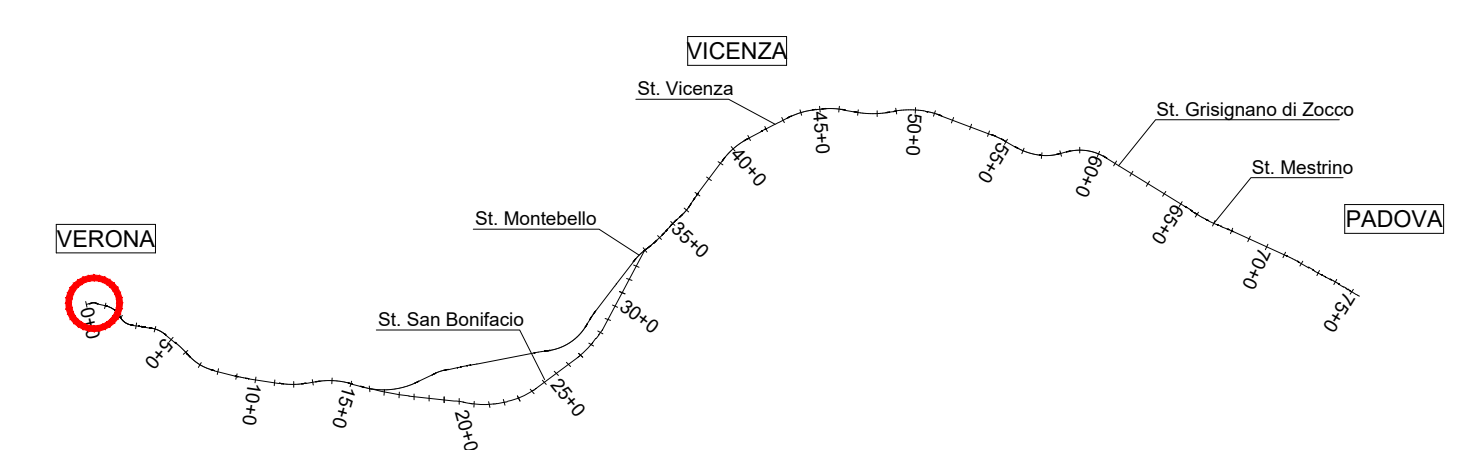 VICENZA
St. Vicenza
St. Grisignano di Zocco
St. Mestrino
PADOVA
St. Montebello
VERONA
St. San Bonifacio
0+0
5+0
10+0
15+0
20+0
25+0
30+0
35+0
40+0
45+0
50+0
55+0
60+0
65+0
70+0
75+0